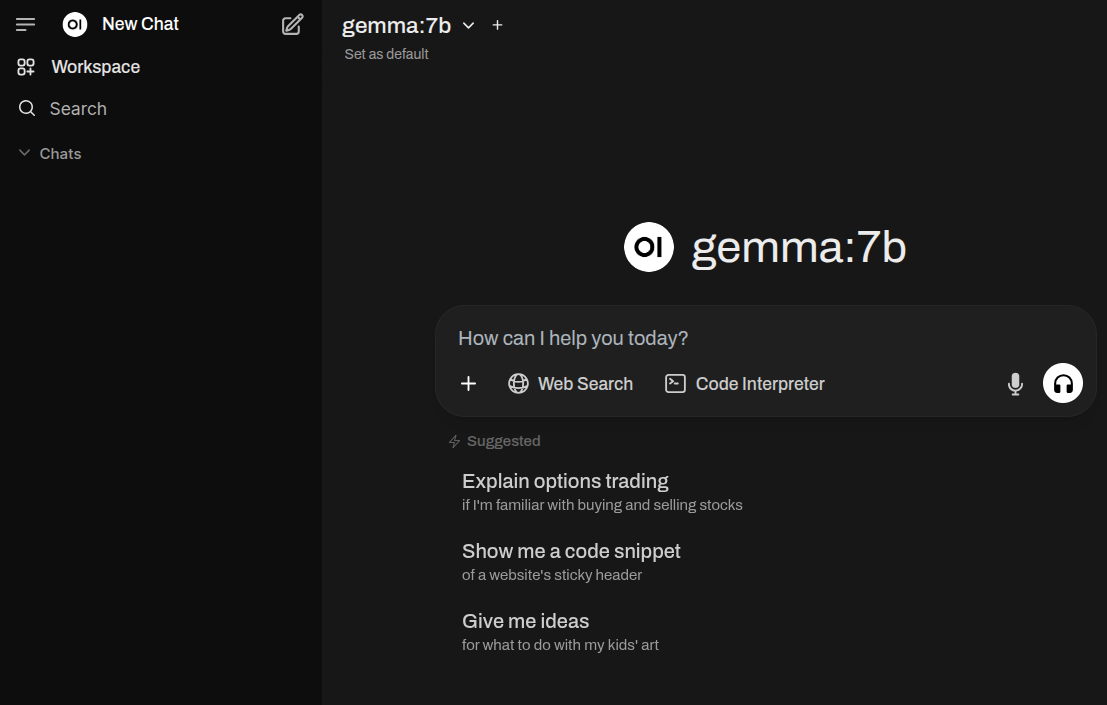 OI New Chat
Workspace
Search
Chats
gemma:7b
Set as default
OI gemma:7b
How can I help you today?
Web Search Code Interpreter
Suggested
Explain options trading
if I'm familiar with buying and selling stocks
Show me a code snippet
of a website's sticky header
Give me ideas
for what to do with my kids' art